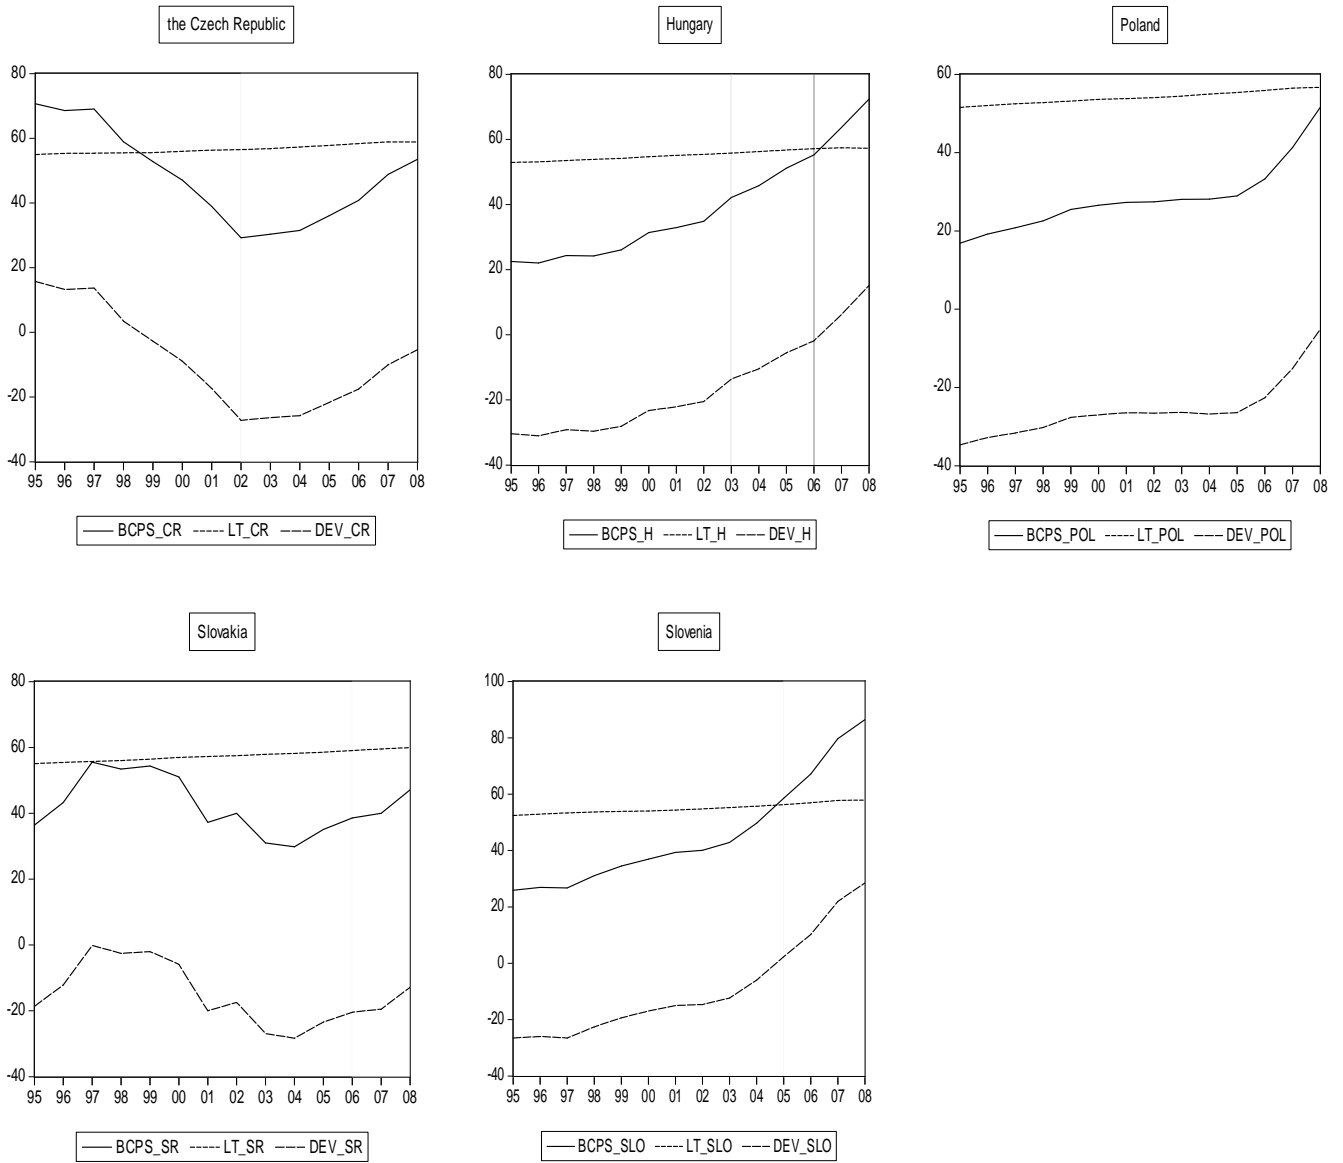 the Czech Republic
80
60
40
20
0
-20
-40
95 96 97 98 99 00 01 02 03 04 05 06 07 08
BCPS_CR LT_CR DEV_CR
Hungary
80
60
40
20
0
-20
-40
95 96 97 98 99 00 01 02 03 04 05 06 07 08
BCPS_H LT_H DEV_H
Poland
60
40
20
0
-20
-40
95 96 97 98 99 00 01 02 03 04 05 06 07 08
BCPS_POL LT_POL DEV_POL
Slovakia
80
60
40
20
0
-20
-40
95 96 97 98 99 00 01 02 03 04 05 06 07 08
BCPS_SR LT_SR DEV_SR
Slovenia
100
80
60
40
20
0
-20
-40
95 96 97 98 99 00 01 02 03 04 05 06 07 08
BCPS_SLO LT_SLO DEV_SLO